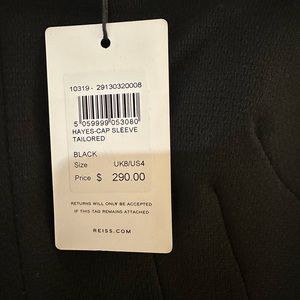 10319 - 29130320008
5 059999 053080
HAYES-CAP SLEEVE
TAILORED
BLACK
Size UK8/US4
Price $ 290.00
RETURNS WILL ONLY BE ACCEPTED
IF THIS TAG REMAINS ATTACHED
REISS.COM